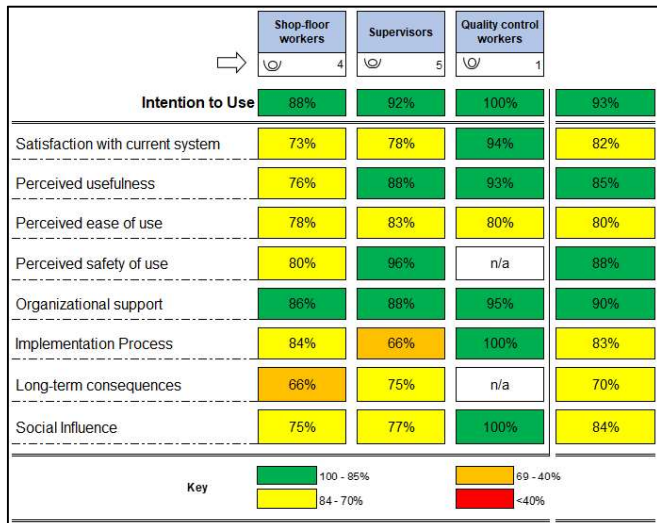 Shop-floor workers Supervisors Quality control workers
4 5 1
Intention to Use 88% 92% 100% 93%
Satisfaction with current system 73% 78% 94% 82%
Perceived usefulness 76% 88% 93% 85%
Perceived ease of use 78% 83% 80% 80%
Perceived safety of use 80% 96% n/a 88%
Organizational support 86% 88% 95% 90%
Implementation Process 84% 66% 100% 83%
Long-term consequences 66% 75% n/a 70%
Social Influence 75% 77% 100% 84%
Key 100 - 85% 69 - 40%
84 - 70% <40%